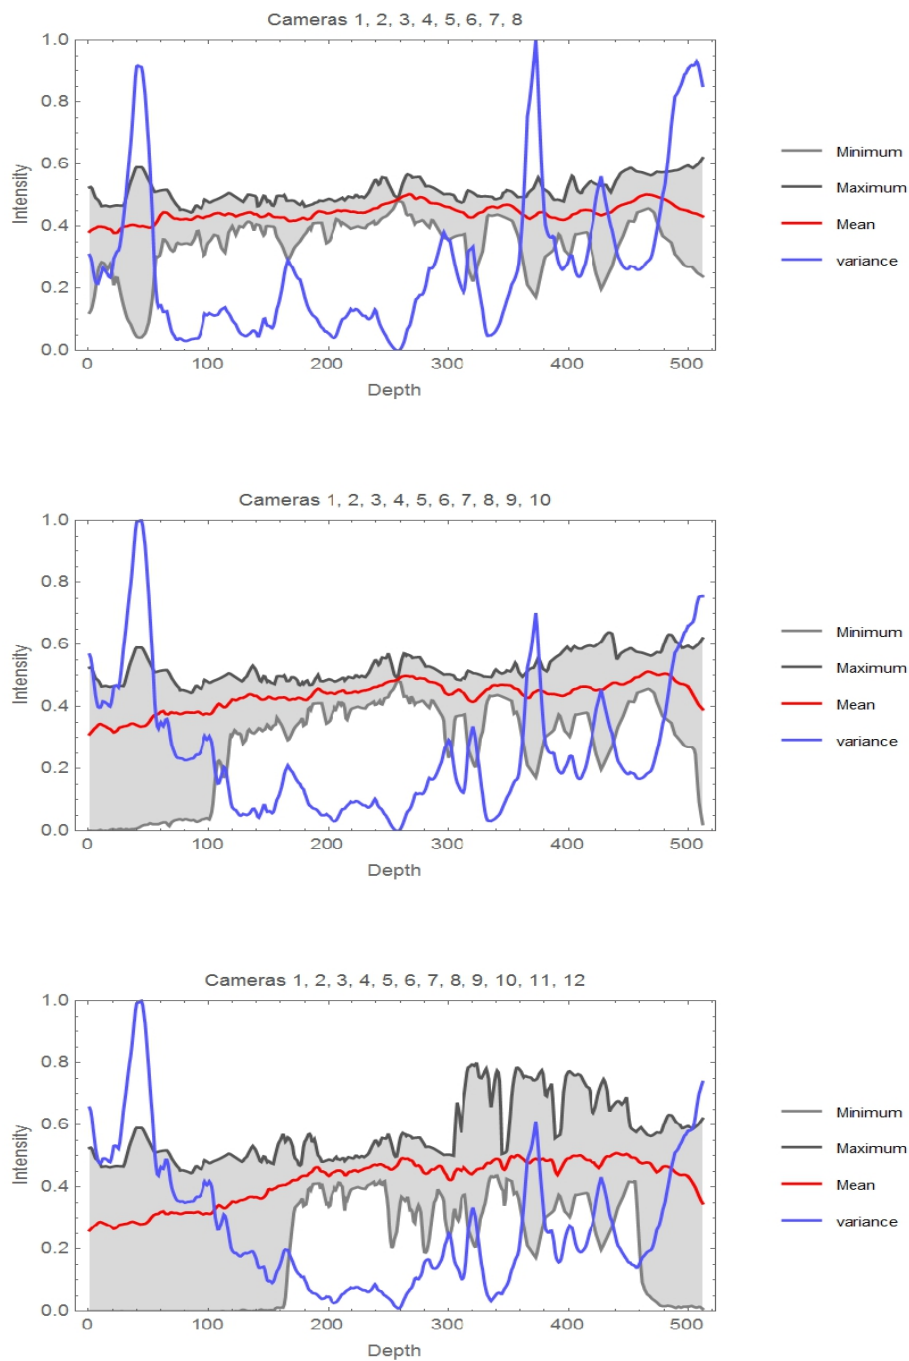 Cameras 1, 2, 3, 4, 5, 6, 7, 8
1.0
0.8
0.6
0.4
0.2
0.0
Intensity
0 100 200 300 400 500
Depth
Minimum
Maximum
Mean
variance
Cameras 1, 2, 3, 4, 5, 6, 7, 8, 9, 10
1.0
0.8
0.6
0.4
0.2
0.0
Intensity
0 100 200 300 400 500
Depth
Minimum
Maximum
Mean
variance
Cameras 1, 2, 3, 4, 5, 6, 7, 8, 9, 10, 11, 12
1.0
0.8
0.6
0.4
0.2
0.0
Intensity
0 100 200 300 400 500
Depth
Minimum
Maximum
Mean
variance